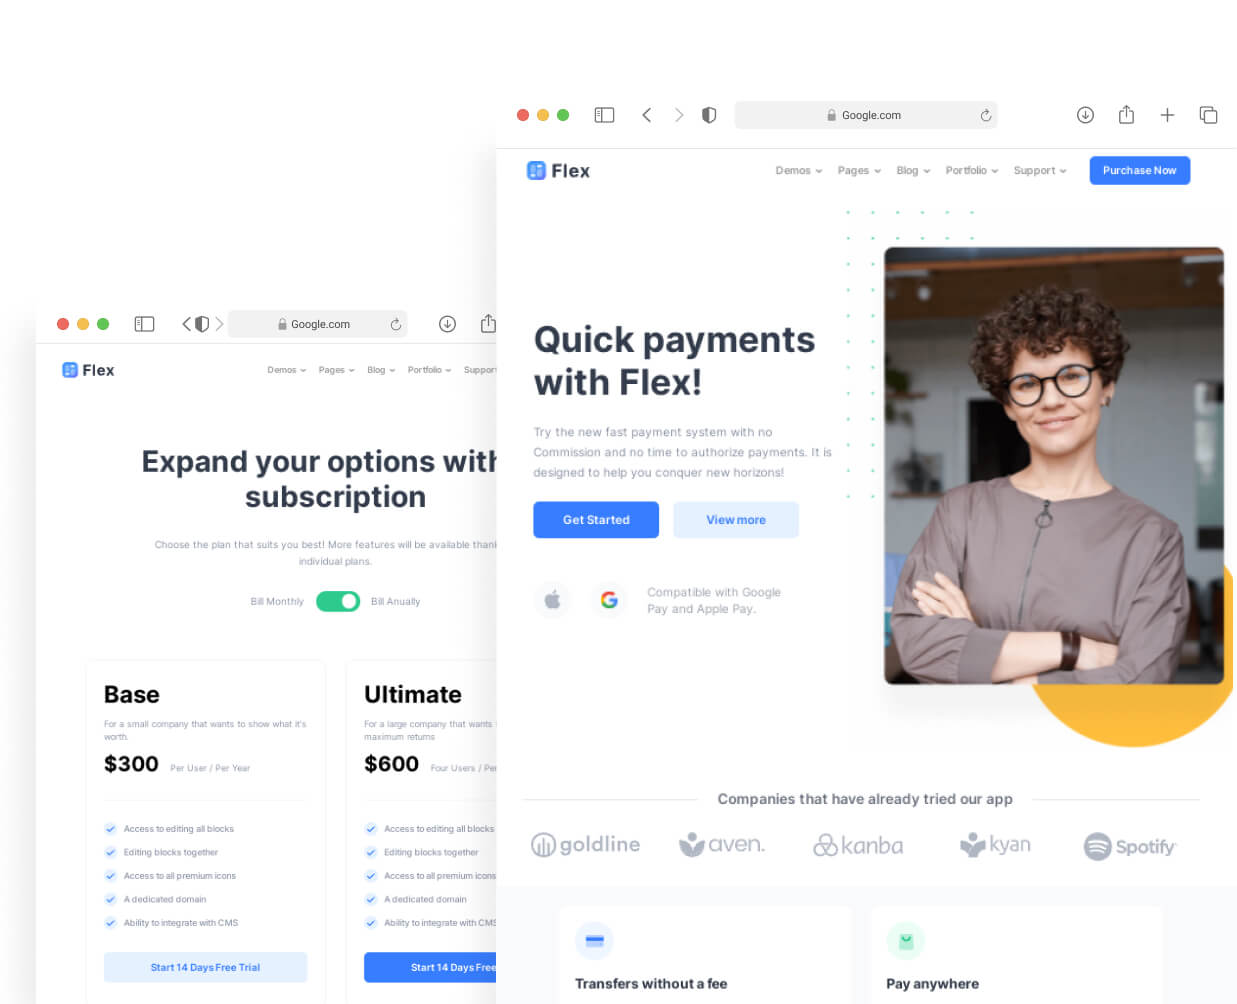 Google.com
Flex
Demos Pages Blog Portfolio Support Purchase Now
Quick payments
with Flex!
Try the new fast payment system with no
Commission and no time to authorize payments. It is
designed to help you conquer new horizons!
Get Started View more
Compatible with Google
Pay and Apple Pay.
Companies that have already tried our app
goldline aven. kanba kyan Spotify
Transfers without a fee Pay anywhere
Google.com
Flex
Demos Pages Blog Portfolio Support
Expand your options with
subscription
Choose the plan that suits you best! More features will be available
individual plans.
Bill Monthly Bill Anually
Base
For a small company that wants to show what it's
worth.
$300 Per User / Per Year
Access to editing all blocks
Editing blocks together
Access to all premium icons
A dedicated domain
Ability to integrate with CMS
Start 14 Days Free Trial
Ultimate
For a large company that wants
maximum returns
$600 Four Users /
Access to editing all blocks
Editing blocks together
Access to all premium icons
A dedicated domain
Ability to integrate with CMS
Start 14 Days Free